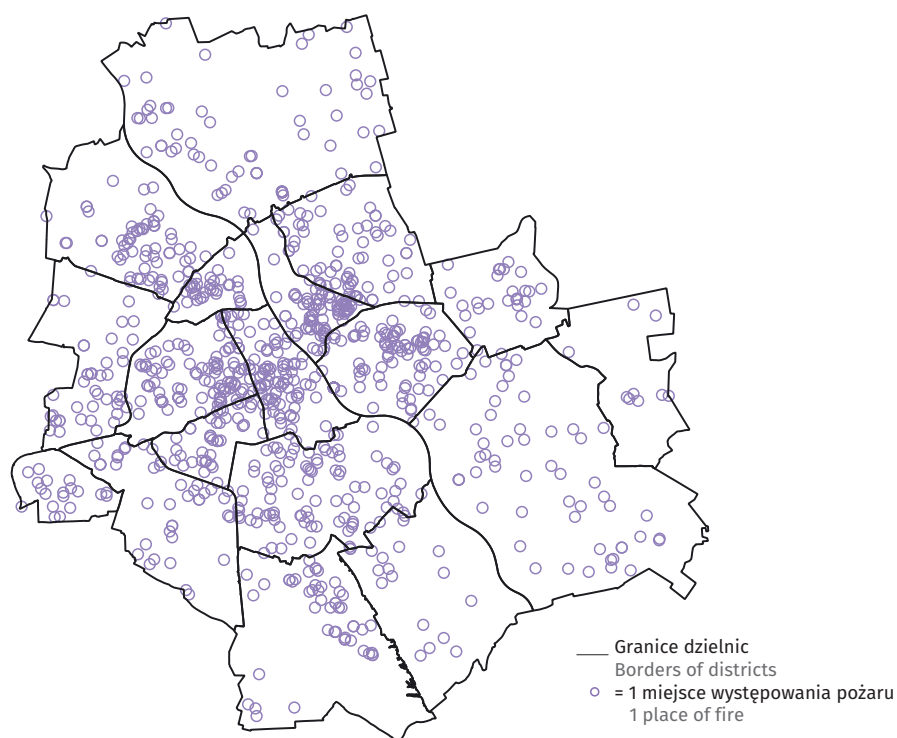 Granice dzielnic
Borders of districts
= 1 miejsce występowania pożaru
1 place of fire